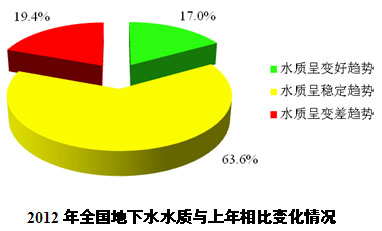 19.4%
17.0%
水质呈变好趋势
水质呈稳定趋势
水质呈变差趋势
63.6%
2012 年全国地下水水质与上年相比变化情况